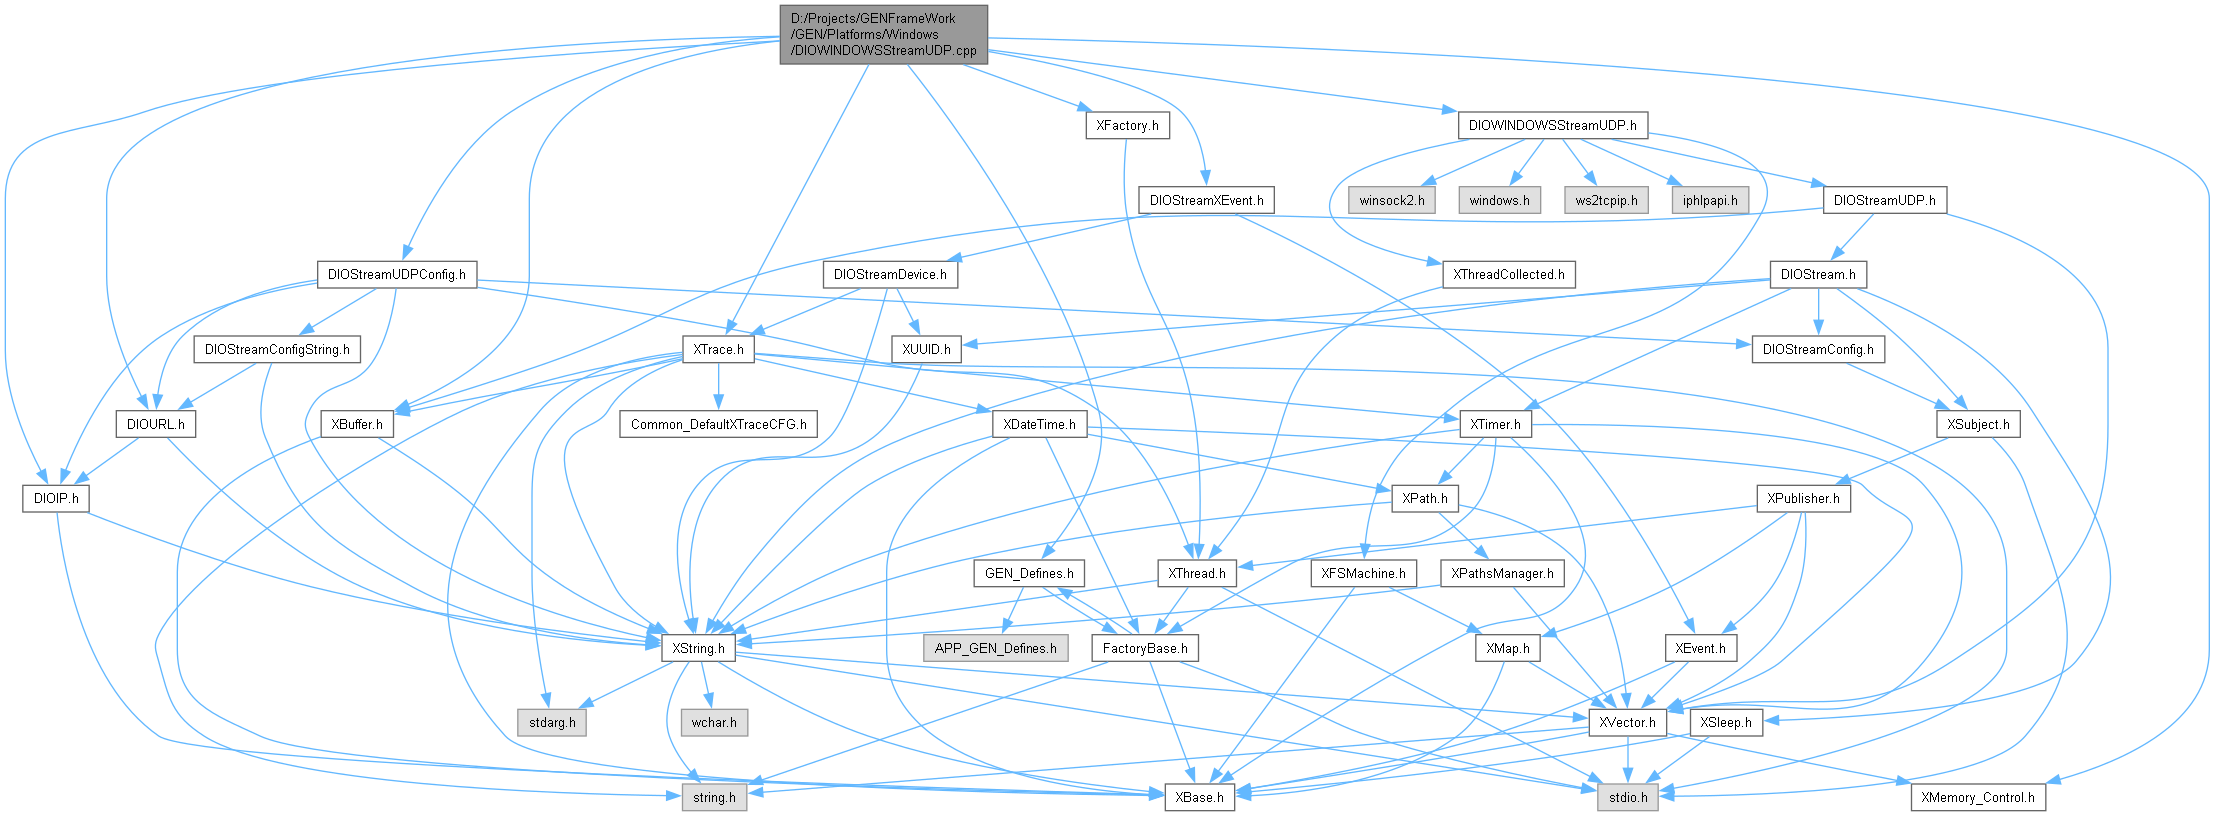 D:/Projects/GENFrameWork
/GEN/Platforms/Windows
/DIOWINDOWSStreamUDP.cpp
XFactory.h
DIOWINDOWSStreamUDP.h
DIOStreamXEvent.h
winsock2.h
windows.h
ws2tcpip.h
iphlpapi.h
DIOStreamUDP.h
DIOStreamUDPConfig.h
DIOStreamDevice.h
XThreadCollected.h
DIOStream.h
DIOStreamConfigString.h
XTrace.h
XUUID.h
DIOStreamConfig.h
DIOURL.h
XBuffer.h
Common_DefaultXTraceCFG.h
XDateTime.h
XTimer.h
XSubject.h
DIOIP.h
XPath.h
XPublisher.h
GEN_Defines.h
XThread.h
XFSMachine.h
XPathsManager.h
XString.h
APP_GEN_Defines.h
FactoryBase.h
XMap.h
XEvent.h
stdarg.h
wchar.h
XVector.h
XSleep.h
string.h
XBase.h
stdio.h
XMemory_Control.h